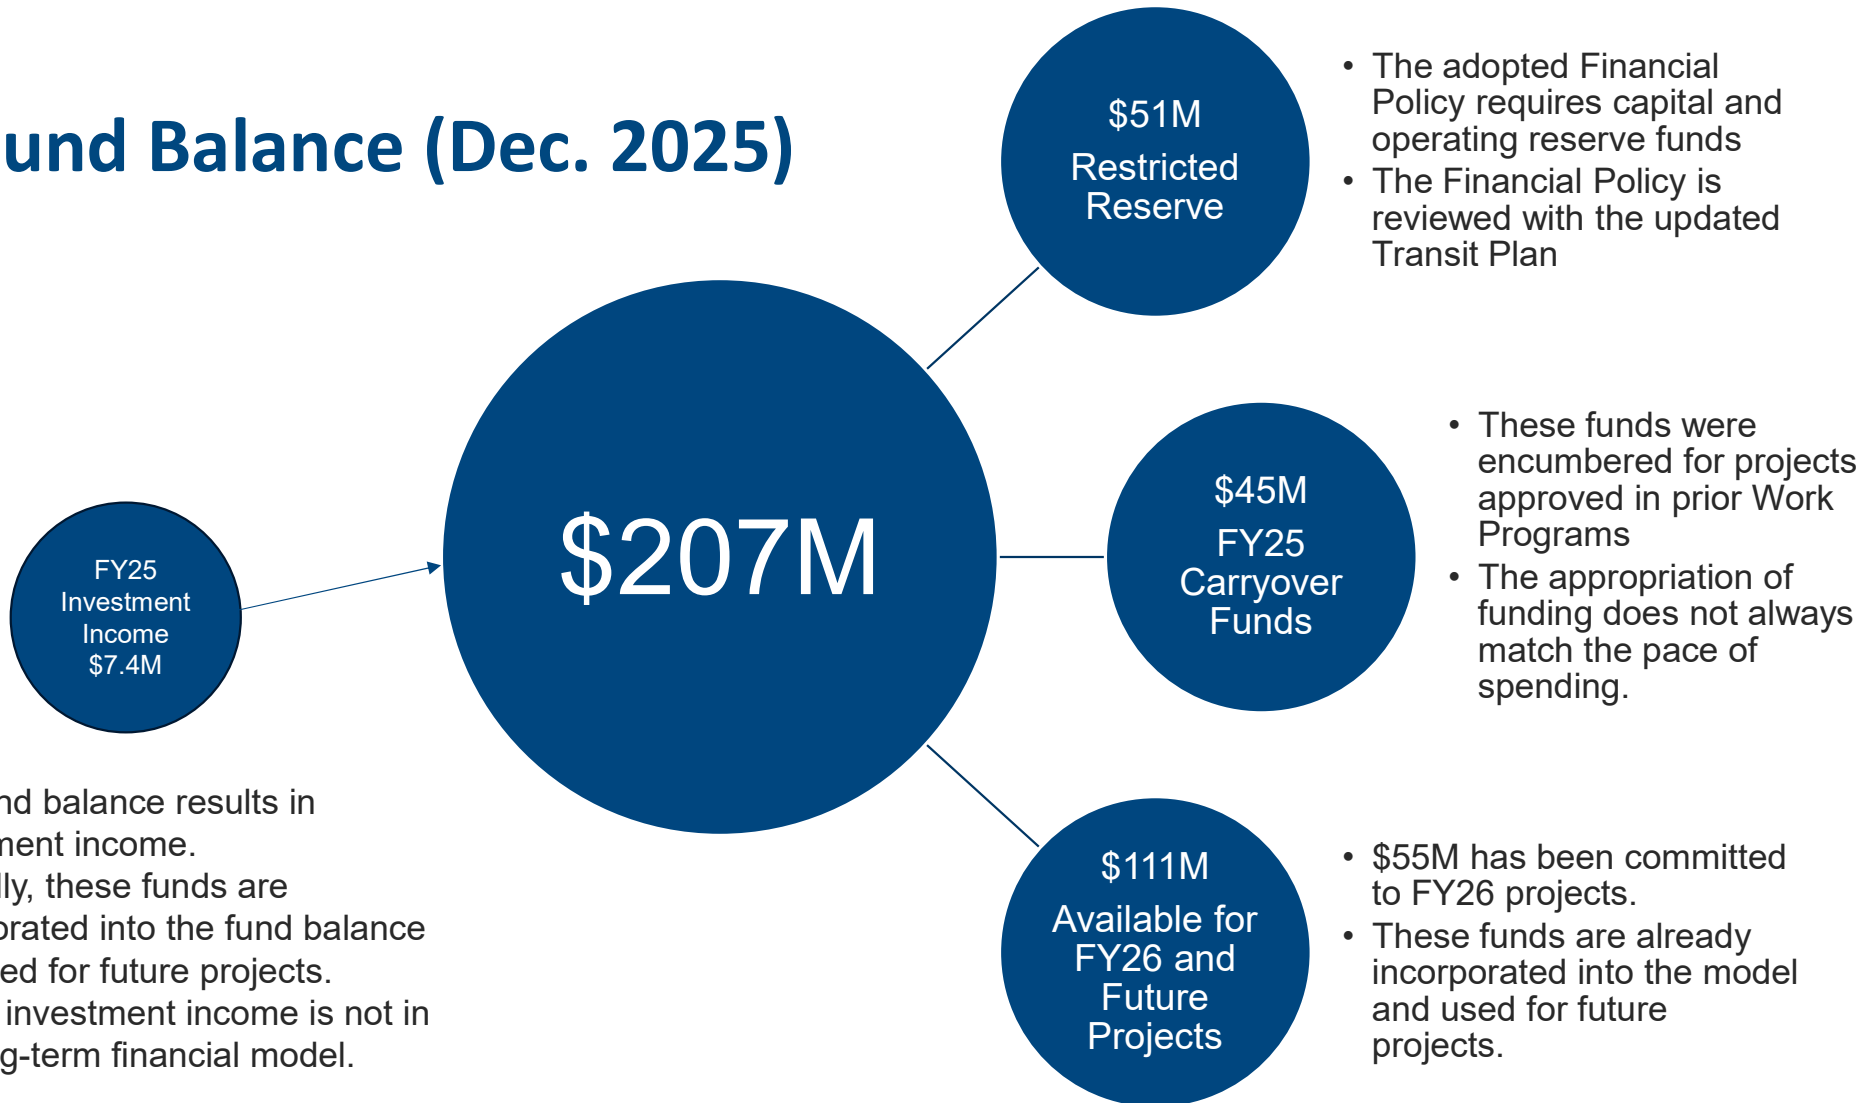 und Balance (Dec. 2025)
$51M
Restricted
Reserve
• The adopted Financial
Policy requires capital and
operating reserve funds
• The Financial Policy is
reviewed with the updated
Transit Plan
$207M
FY25
Investment
Income
$7.4M
$45M
FY25
Carryover
Funds
• These funds were
encumbered for projects
approved in prior Work
Programs
• The appropriation of
funding does not always
match the pace of
spending.
nd balance results in
ment income.
lly, these funds are
orated into the fund balance
ed for future projects.
investment income is not in
g-term financial model.
$111M
Available for
FY26 and
Future
Projects
• $55M has been committed
to FY26 projects.
• These funds are already
incorporated into the model
and used for future
projects.